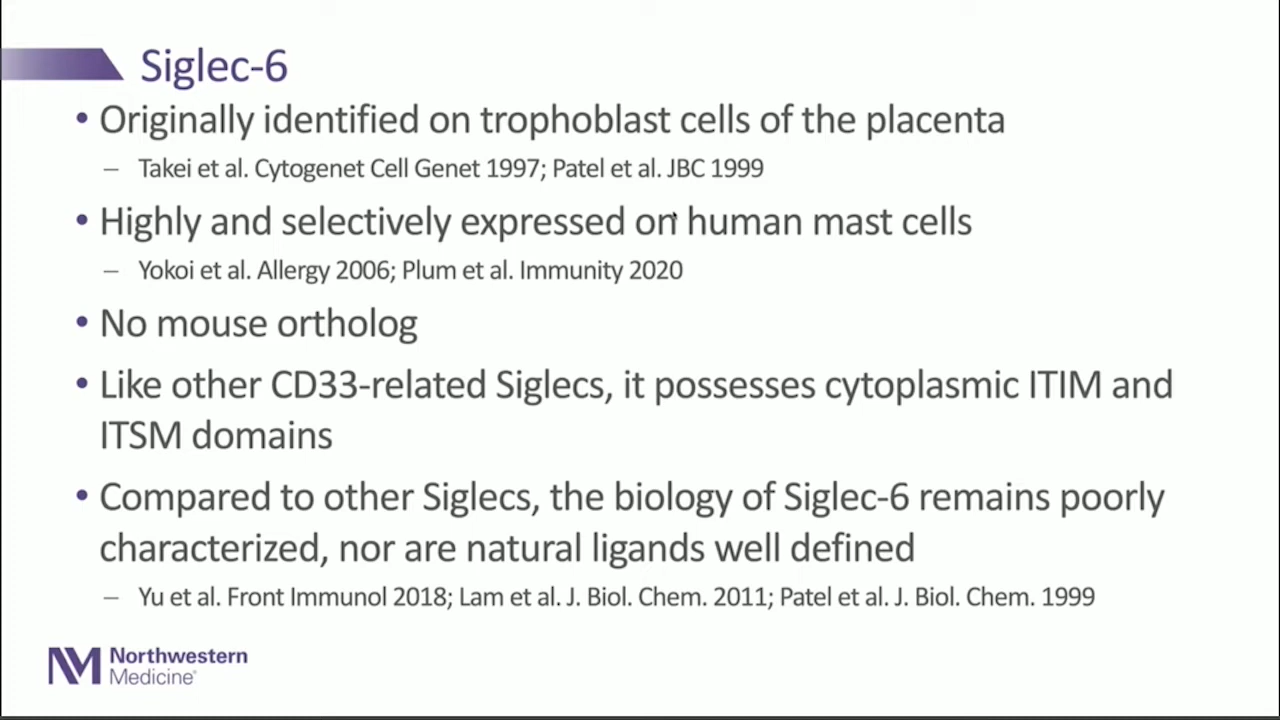 Siglec-6
• Originally identified on trophoblast cells of the placenta
– Takei et al. Cytogenet Cell Genet 1997; Patel et al. JBC 1999
• Highly and selectively expressed on human mast cells
– Yokoi et al. Allergy 2006; Plum et al. Immunity 2020
• No mouse ortholog
• Like other CD33-related Siglecs, it possesses cytoplasmic ITIM and
ITSM domains
• Compared to other Siglecs, the biology of Siglec-6 remains poorly
characterized, nor are natural ligands well defined
– Yu et al. Front Immunol 2018; Lam et al. J. Biol. Chem. 2011; Patel et al. J. Biol. Chem. 1999
NM Northwestern
Medicine®